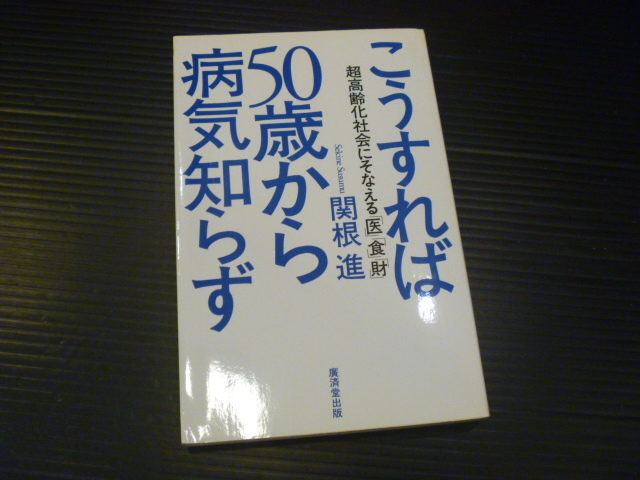 こうすれば
超高齢化社会にそなえる「医」「食」「財」
50歳から
病気知らず
Sekine Susumu
関根 進
廣済堂出版